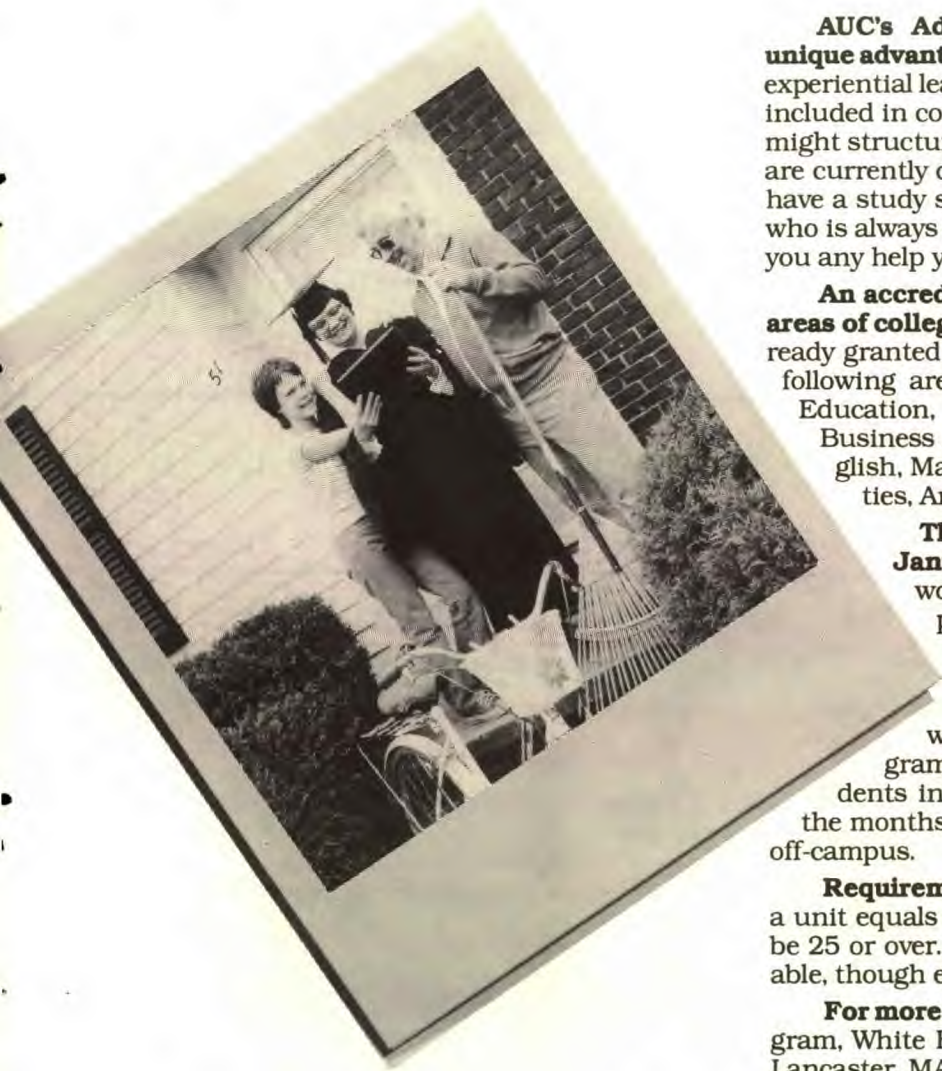 AUC's Ad
unique advant
experiential lea
included in co
might structu
are currently
have a study s
who is always
you any help y
An accred
areas of colleg
ready granted
following are
Education,
Business
glish, Ma
ties, Ar
Th
Jan
wo
w
gram
dents in
the months
off-campus.
Requirem
a unit equals
be 25 or over.
able, though e
For more
gram, White
Lancaster, MA